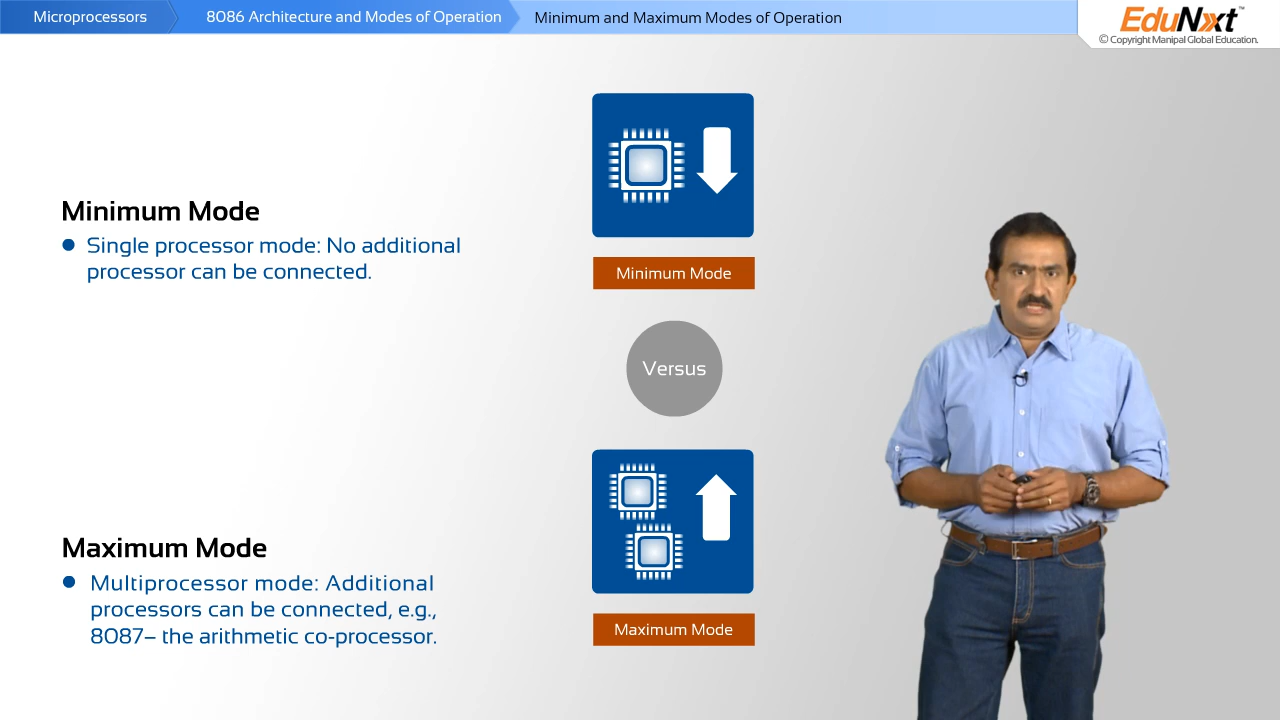 Microprocessors
8086 Architecture and Modes of Operation
Minimum and Maximum Modes of Operation
EduNxt™
© Copyright Manipal Global Education.
Minimum Mode
Single processor mode: No additional
processor can be connected.
Minimum Mode
Versus
Maximum Mode
Multiprocessor mode: Additional
processors can be connected, e.g.,
8087– the arithmetic co-processor.
Maximum Mode